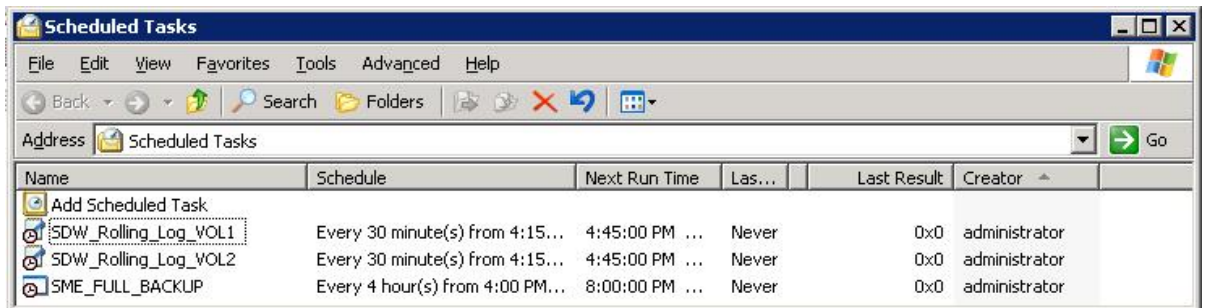 Scheduled Tasks
File Edit View Favorites Tools Advanced Help
Back Search Folders
Address Scheduled Tasks Go
Name Schedule Next Run Time Las... Last Result Creator
Add Scheduled Task
SDW_Rolling_Log_VOL1 Every 30 minute(s) from 4:15... 4:45:00 PM ... Never 0x0 administrator
SDW_Rolling_Log_VOL2 Every 30 minute(s) from 4:15... 4:45:00 PM ... Never 0x0 administrator
SME_FULL_BACKUP Every 4 hour(s) from 4:00 PM... 8:00:00 PM ... Never 0x0 administrator